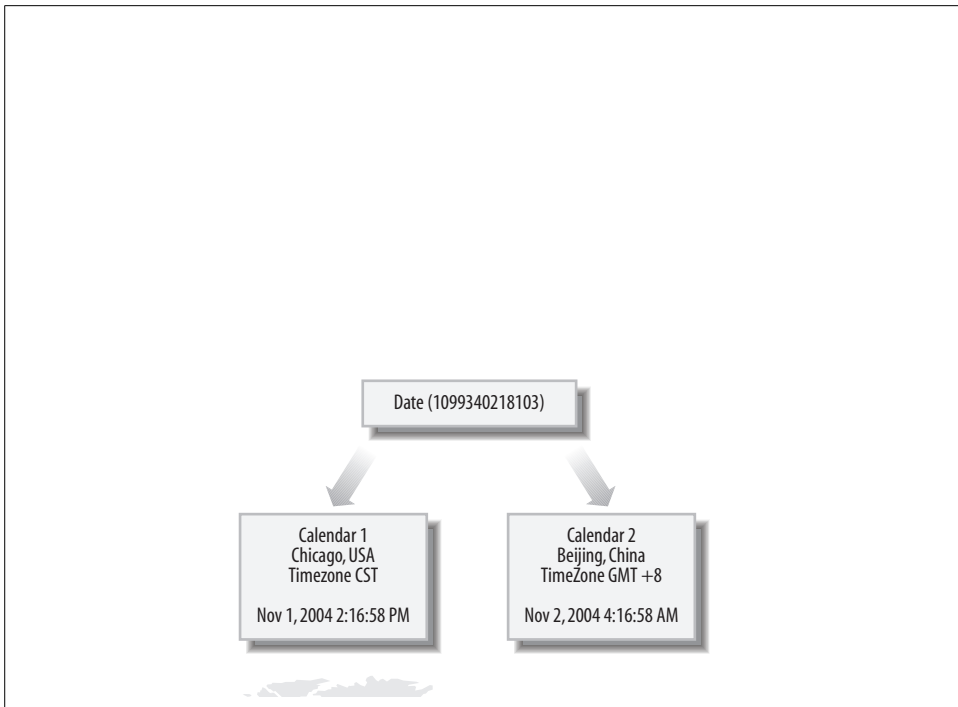 Date (1099340218103)
Calendar 1
Chicago, USA
Timezone CST
Nov 1, 2004 2:16:58 PM
Calendar 2
Beijing, China
TimeZone GMT +8
Nov 2, 2004 4:16:58 AM